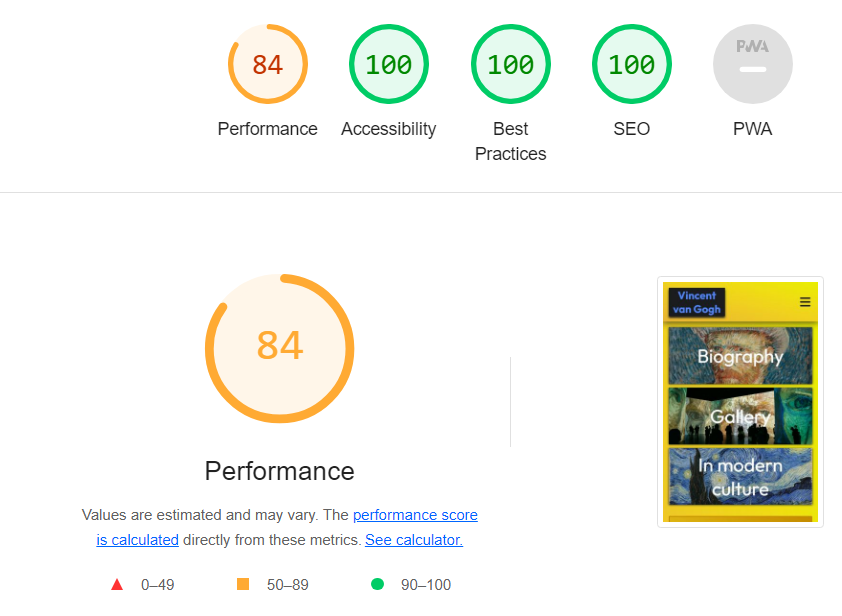 84
100
100
100
PWA
Performance
Accessibility
Best
Practices
SEO
PWA
84
Performance
Values are estimated and may vary. The performance score
is calculated directly from these metrics. See calculator.
0–49
50–89
90–100
Vincent
van Gogh
Biography
Gallery
In modern
culture